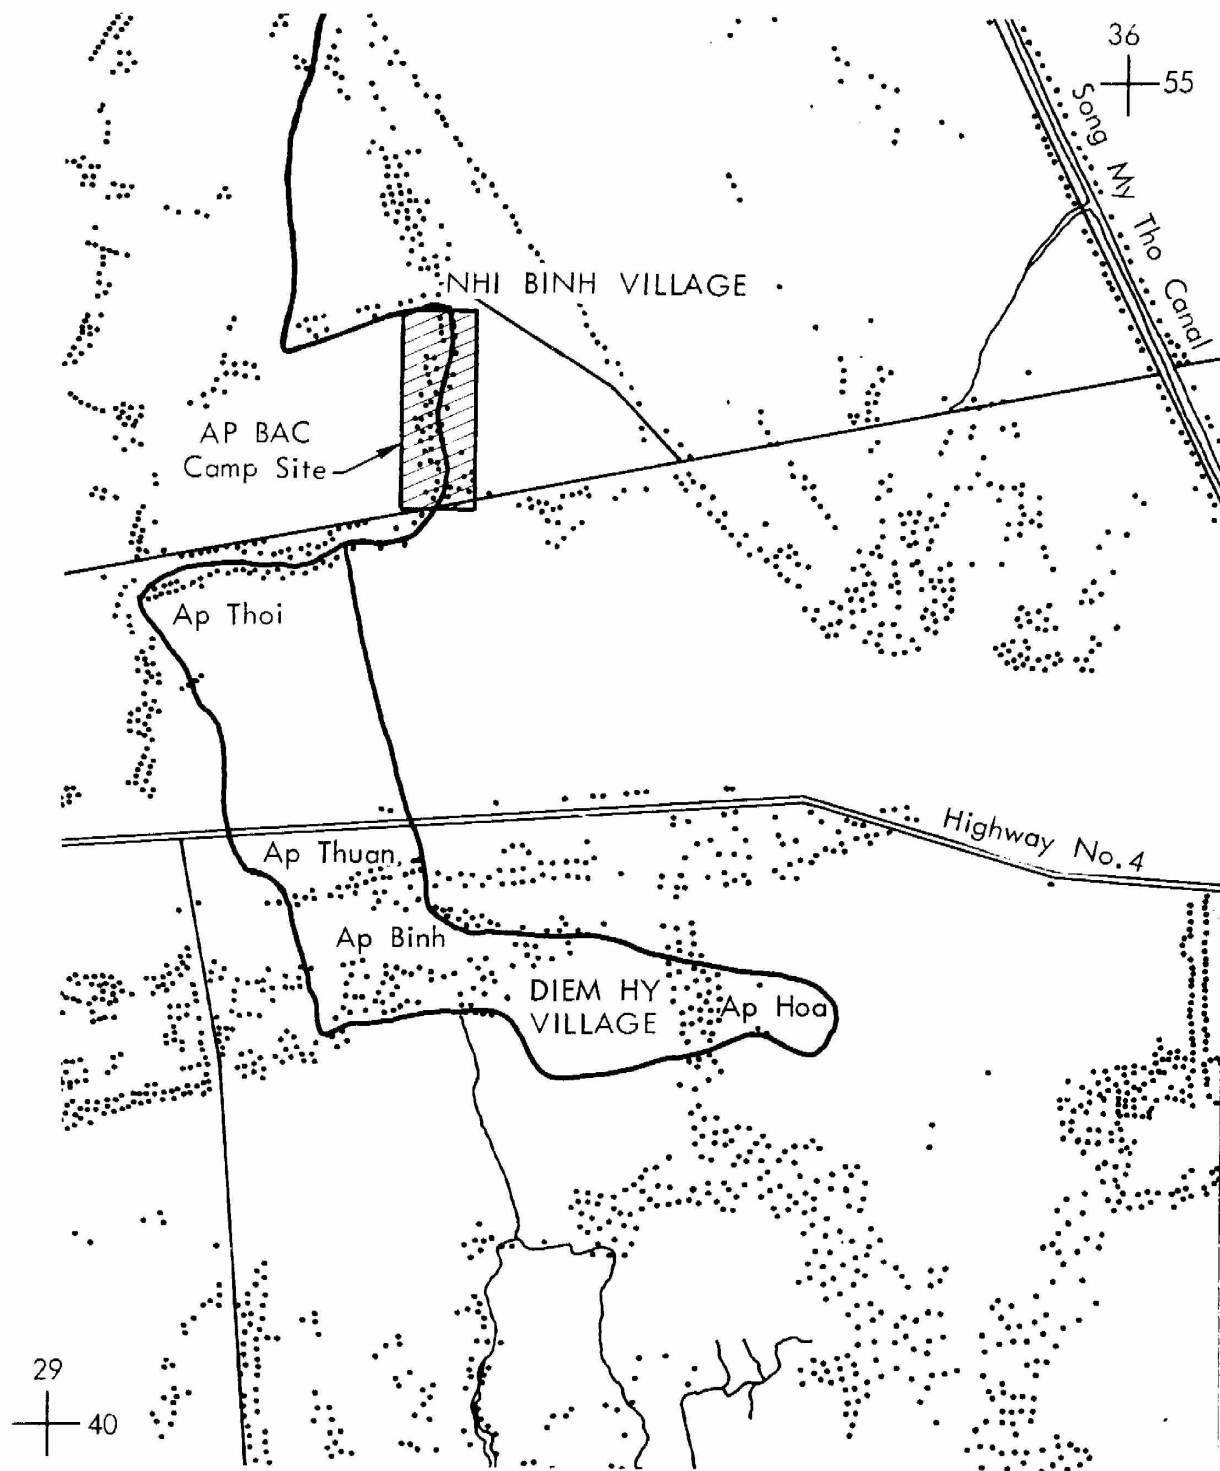 36
55
Song My Tho Canal
NHI BINH VILLAGE
AP BAC
Camp Site
Ap Thoi
Highway No. 4
Ap Thuan
Ap Binh
DIEM HY
VILLAGE
Ap Hoa
29
40